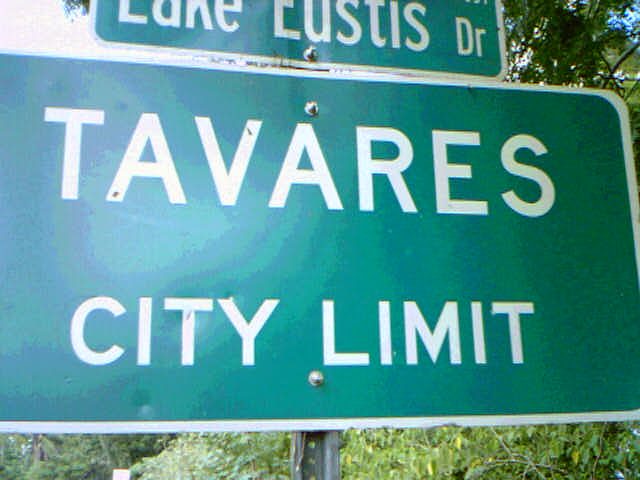 Lake Eustis Dr
TAVARES
CITY LIMIT